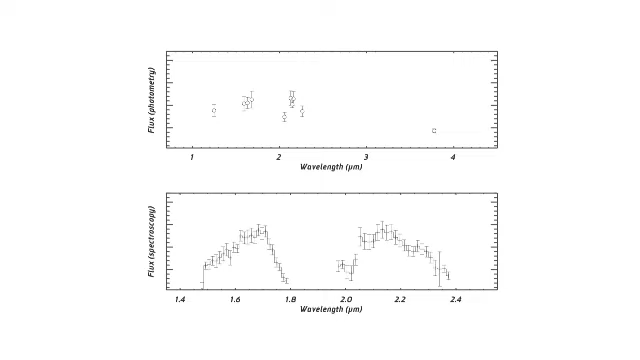 Flux (photometry)
1 2 3 4
Wavelength (µm)
Flux (spectroscopy)
1.4 1.6 1.8 2.0 2.2 2.4
Wavelength (µm)